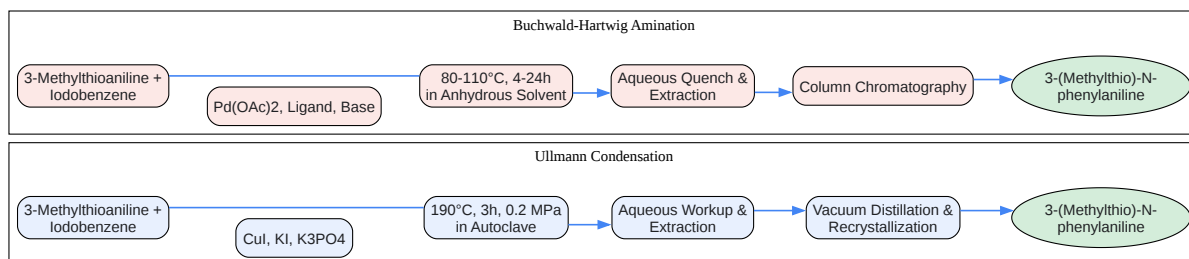 Buchwald-Hartwig Amination
3-Methylthioaniline +
Iodobenzene
Pd(OAc)2, Ligand, Base
80-110°C, 4-24h
in Anhydrous Solvent
Aqueous Quench &
Extraction
Column Chromatography
3-(Methylthio)-N-
phenylaniline
Ullmann Condensation
3-Methylthioaniline +
Iodobenzene
CuI, KI, K3PO4
190°C, 3h, 0.2 MPa
in Autoclave
Aqueous Workup &
Extraction
Vacuum Distillation &
Recrystallization
3-(Methylthio)-N-
phenylaniline